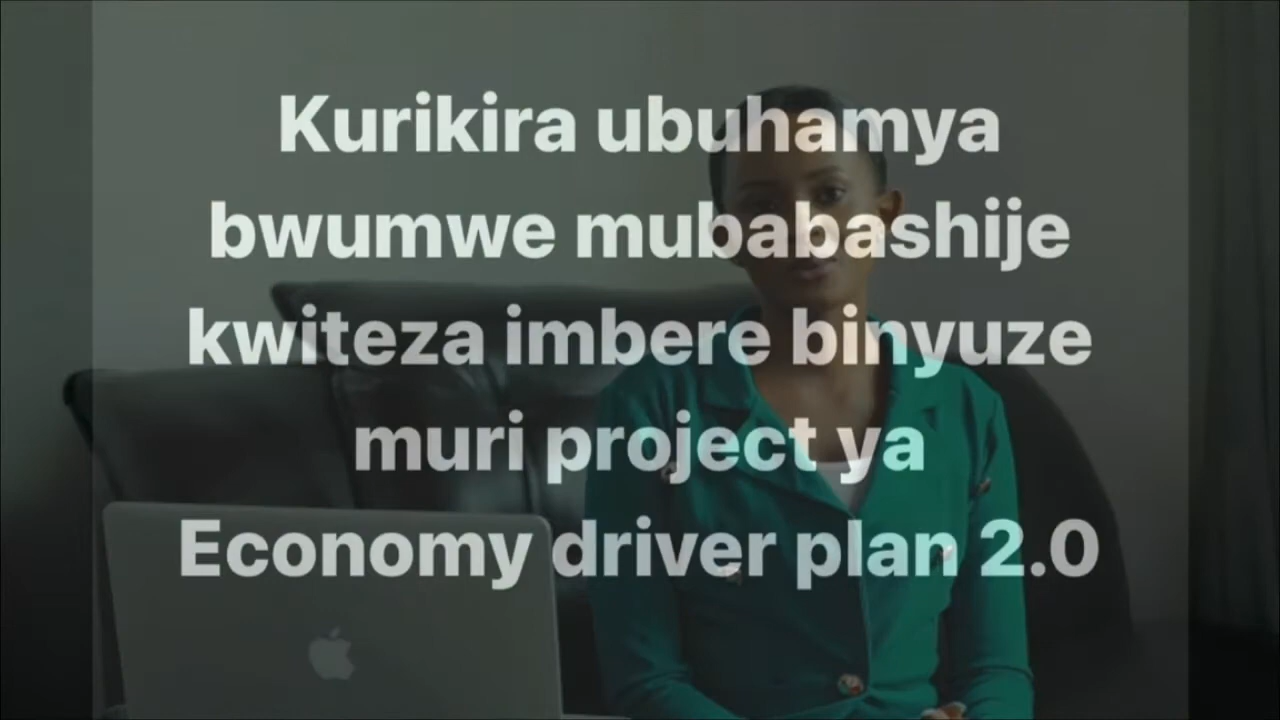 Kurikira ubuhamya
bwumwe mubabashije
kwiteza imbere binyuze
muri project ya
Economy driver plan 2.0